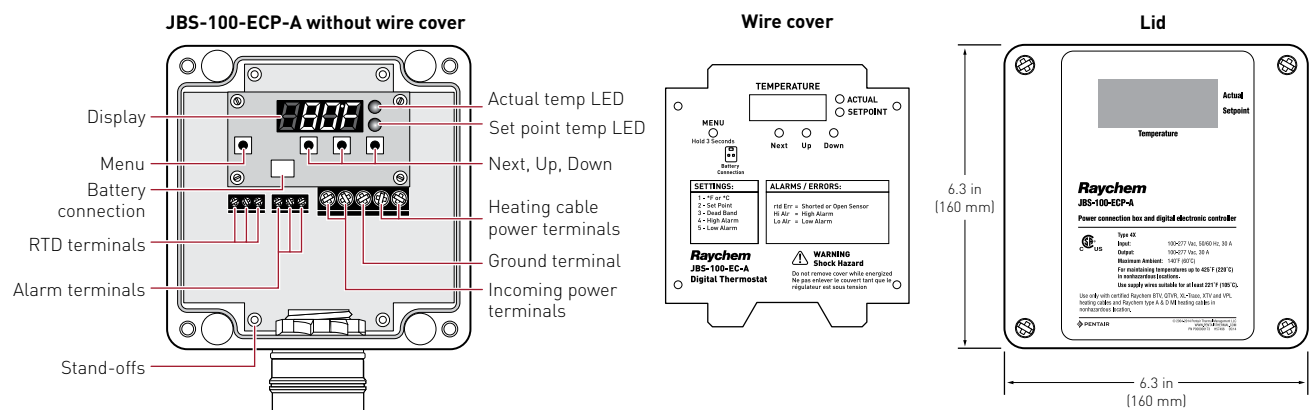 JBS-100-ECP-A without wire cover
Display
Menu
Battery
connection
RTD terminals
Alarm terminals
Stand-offs
80F
Actual temp LED
Set point temp LED
Next, Up, Down
Heating cable
power terminals
Ground terminal
Incoming power
terminals
Wire cover
TEMPERATURE
ACTUAL
SETPOINT
MENU
Hold 3 Seconds
Next Up Down
Battery
Connection
SETTINGS:
1 - °F or °C
2 - Set Point
3 - Dead Band
4 - High Alarm
5 - Low Alarm
ALARMS / ERRORS:
rtd Err = Shorted or Open Sensor
Hi Alr = High Alarm
Lo Alr = Low Alarm
Raychem
JBS-100-EC-A
Digital Thermostat
WARNING
Shock Hazard
Do not remove cover while energized
Ne pas enlever le couvert tant que le
régulateur est sous tension
Lid
6.3 in
(160 mm)
Actual
Setpoint
Temperature
Raychem
JBS-100-ECP-A
Power connection box and digital electronic controller
C US
Type 4X
Input: 100-277 Vac, 50/60 Hz, 30 A
Output: 100-277 Vac, 30 A
Maximum Ambient: 140°F (60°C)
For maintaining temperatures up to 425°F (220°C)
in nonhazardous locations.
Use supply wires suitable for at least 221°F (105°C).
Use only with certified Raychem BTV, QTVR, XL-Trace, XTV and VPL
heating cables and Raychem type A & D MI heating cables in
nonhazardous location.
PENTAIR
6.3 in
(160 mm)